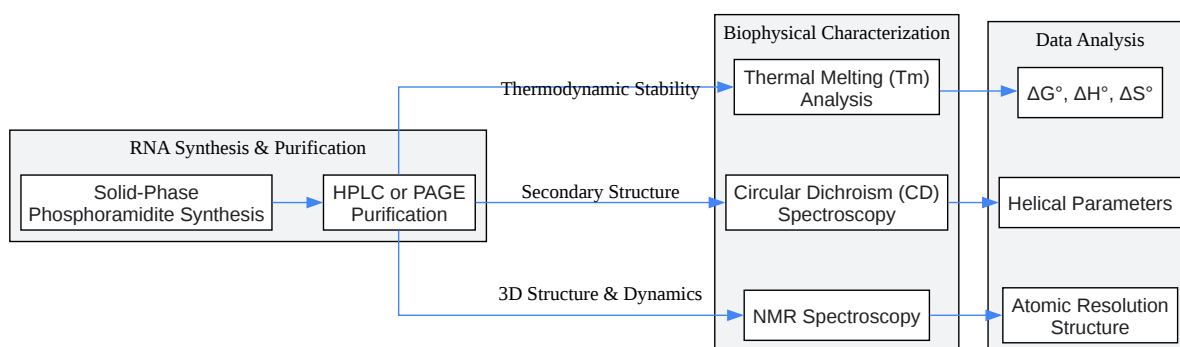 Biophysical Characterization
Data Analysis
Thermodynamic Stability
Thermal Melting (Tm)
Analysis
ΔG°, ΔH°, ΔS°
RNA Synthesis & Purification
Solid-Phase
Phosphoramidite Synthesis
HPLC or PAGE
Purification
Secondary Structure
Circular Dichroism (CD)
Spectroscopy
Helical Parameters
3D Structure & Dynamics
NMR Spectroscopy
Atomic Resolution
Structure